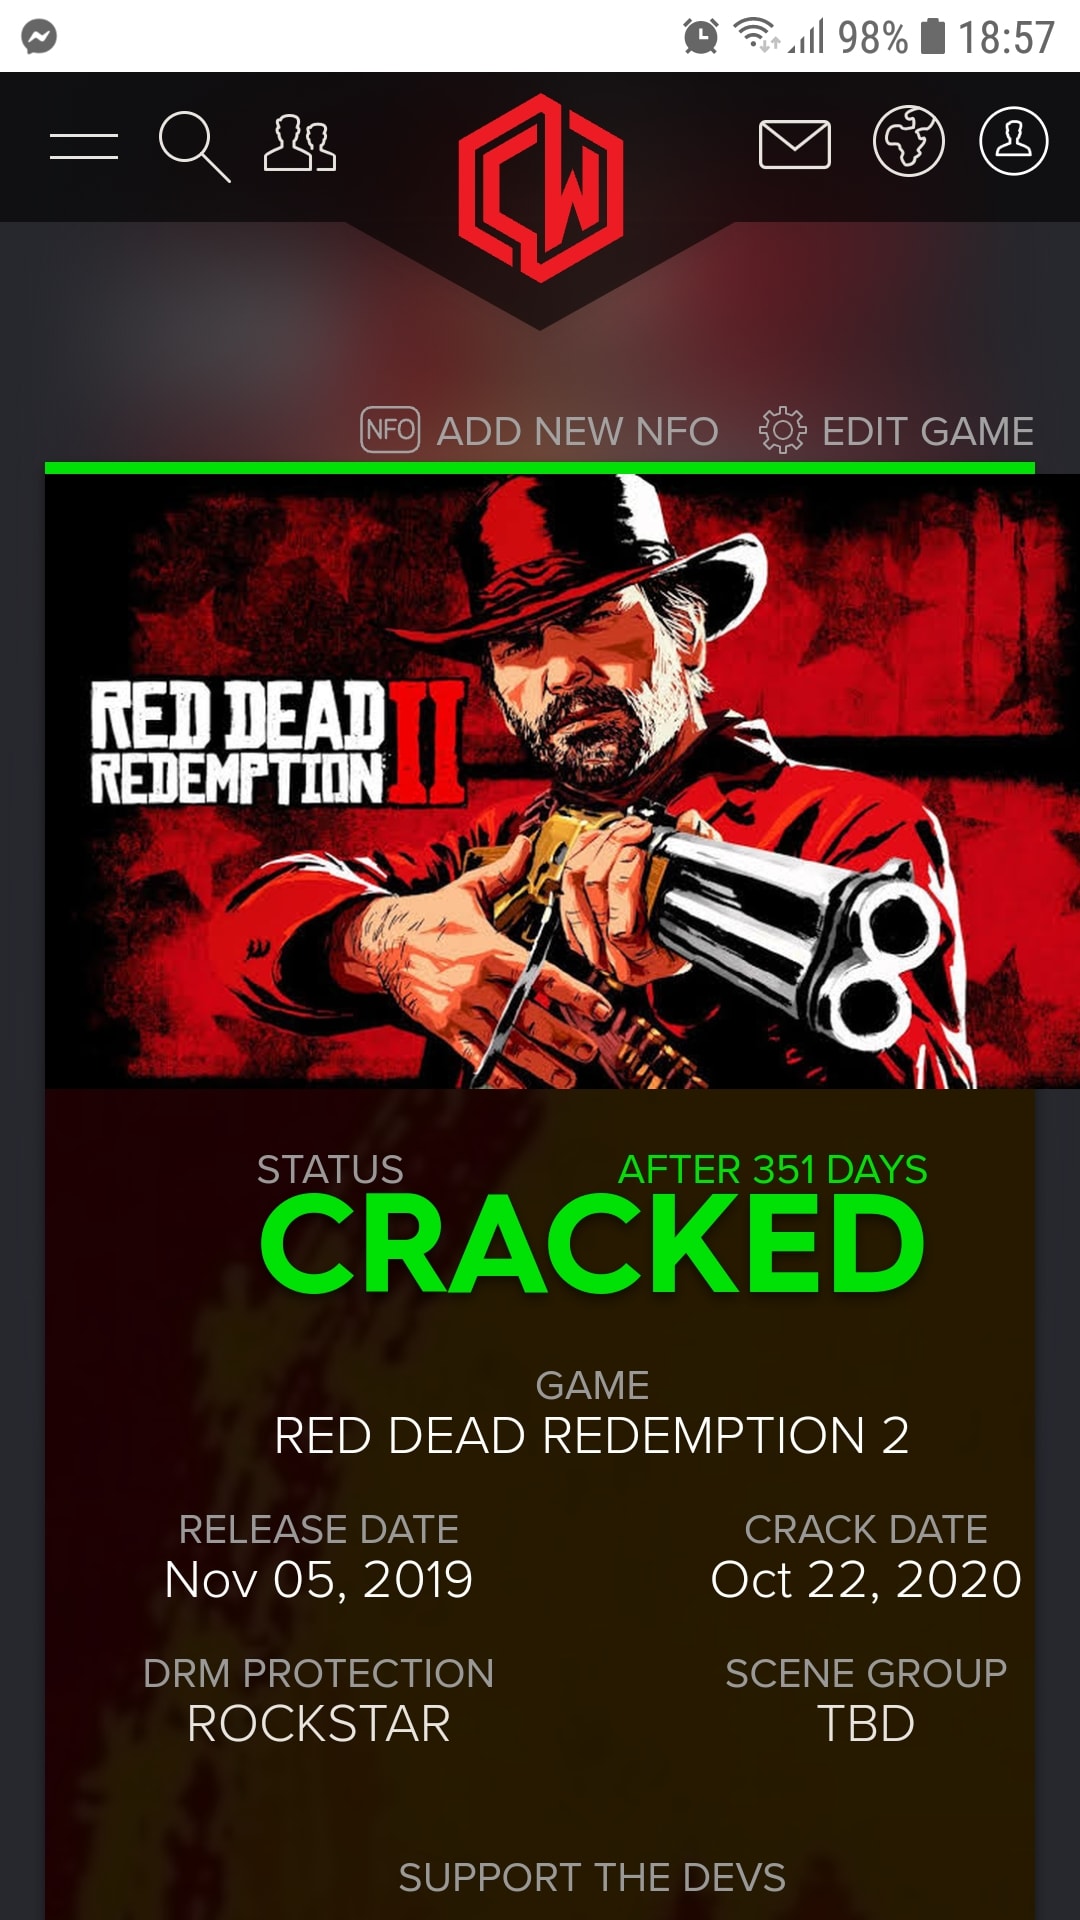 98% 18:57
CW
NFO ADD NEW NFO EDIT GAME
RED DEAD
REDEMPTION II
STATUS AFTER 351 DAYS
CRACKED
GAME
RED DEAD REDEMPTION 2
RELEASE DATE CRACK DATE
Nov 05, 2019 Oct 22, 2020
DRM PROTECTION SCENE GROUP
ROCKSTAR TBD
SUPPORT THE DEVS